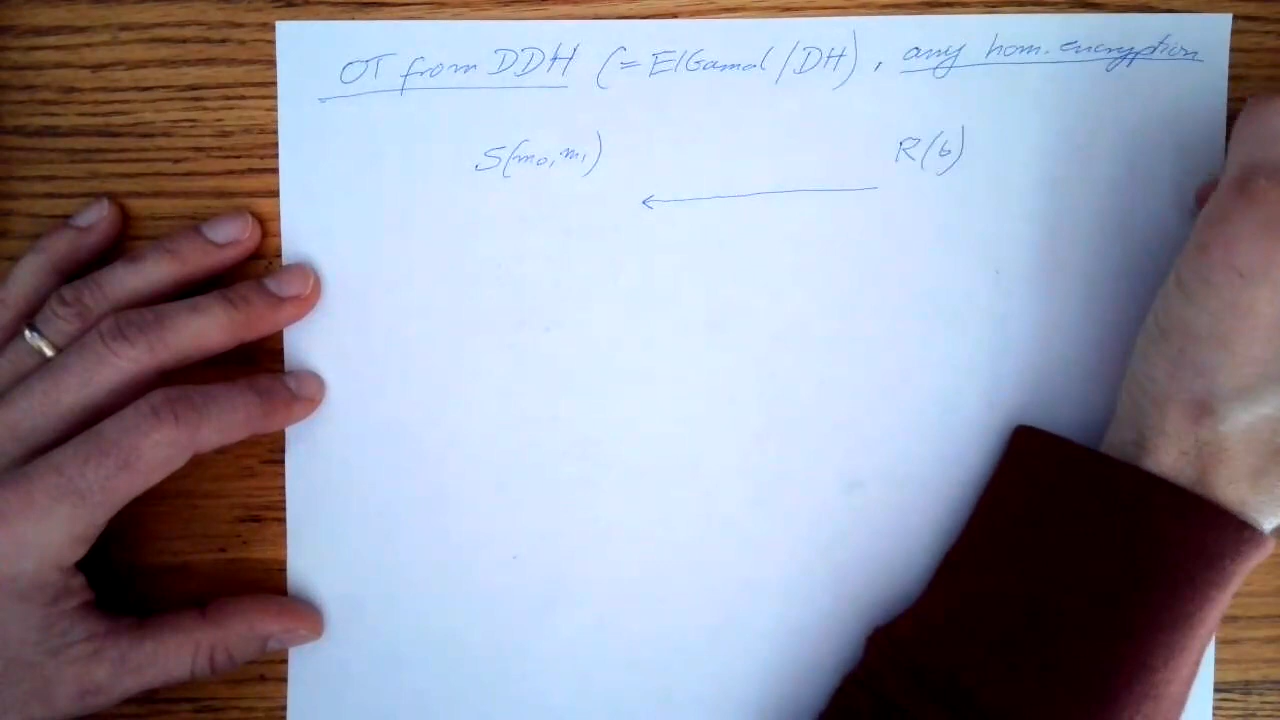 OT from DDH (= ElGamal / DH), any hom. encryption
S(m0, m1) R(b)